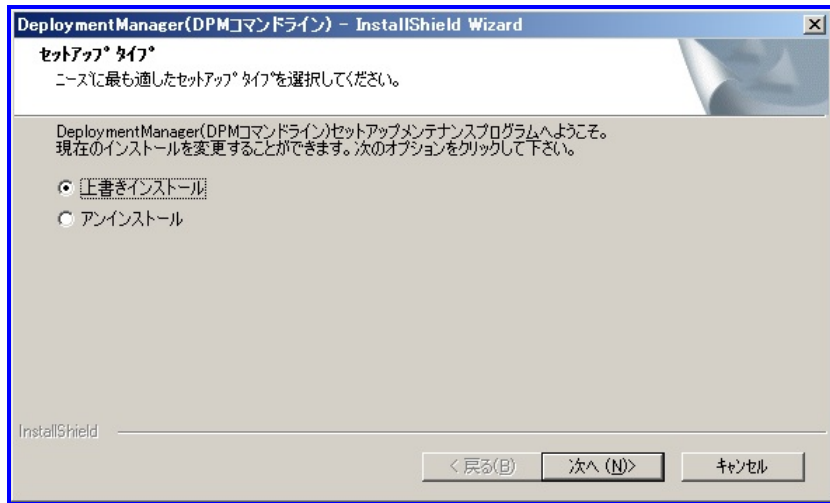 DeploymentManager(DPMコマンドライン) - InstallShield Wizard
セットアップ タイプ
ニーズに最も適したセットアップ タイプを選択してください。
DeploymentManager(DPMコマンドライン)セットアップメンテナンスプログラムへようこそ。
現在のインストールを変更することができます。次のオプションをクリックして下さい。
上書きインストール
アンインストール
InstallShield
< 戻る(B)
次へ (N)>
キャンセル